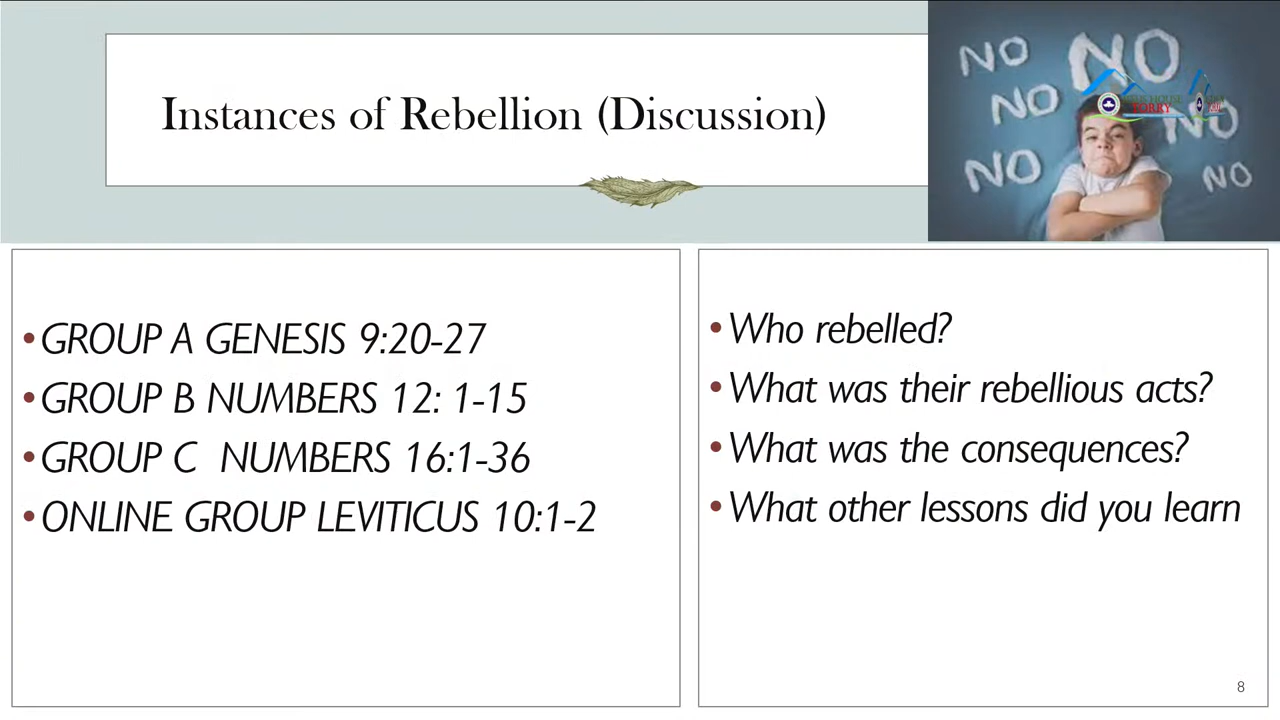 Instances of Rebellion (Discussion)
NO NO
NO NO
NO NO
FORRY
• GROUP A GENESIS 9:20-27
• GROUP B NUMBERS 12: 1-15
• GROUP C NUMBERS 16:1-36
• ONLINE GROUP LEVITICUS 10:1-2
• Who rebelled?
• What was their rebellious acts?
• What was the consequences?
• What other lessons did you learn
8